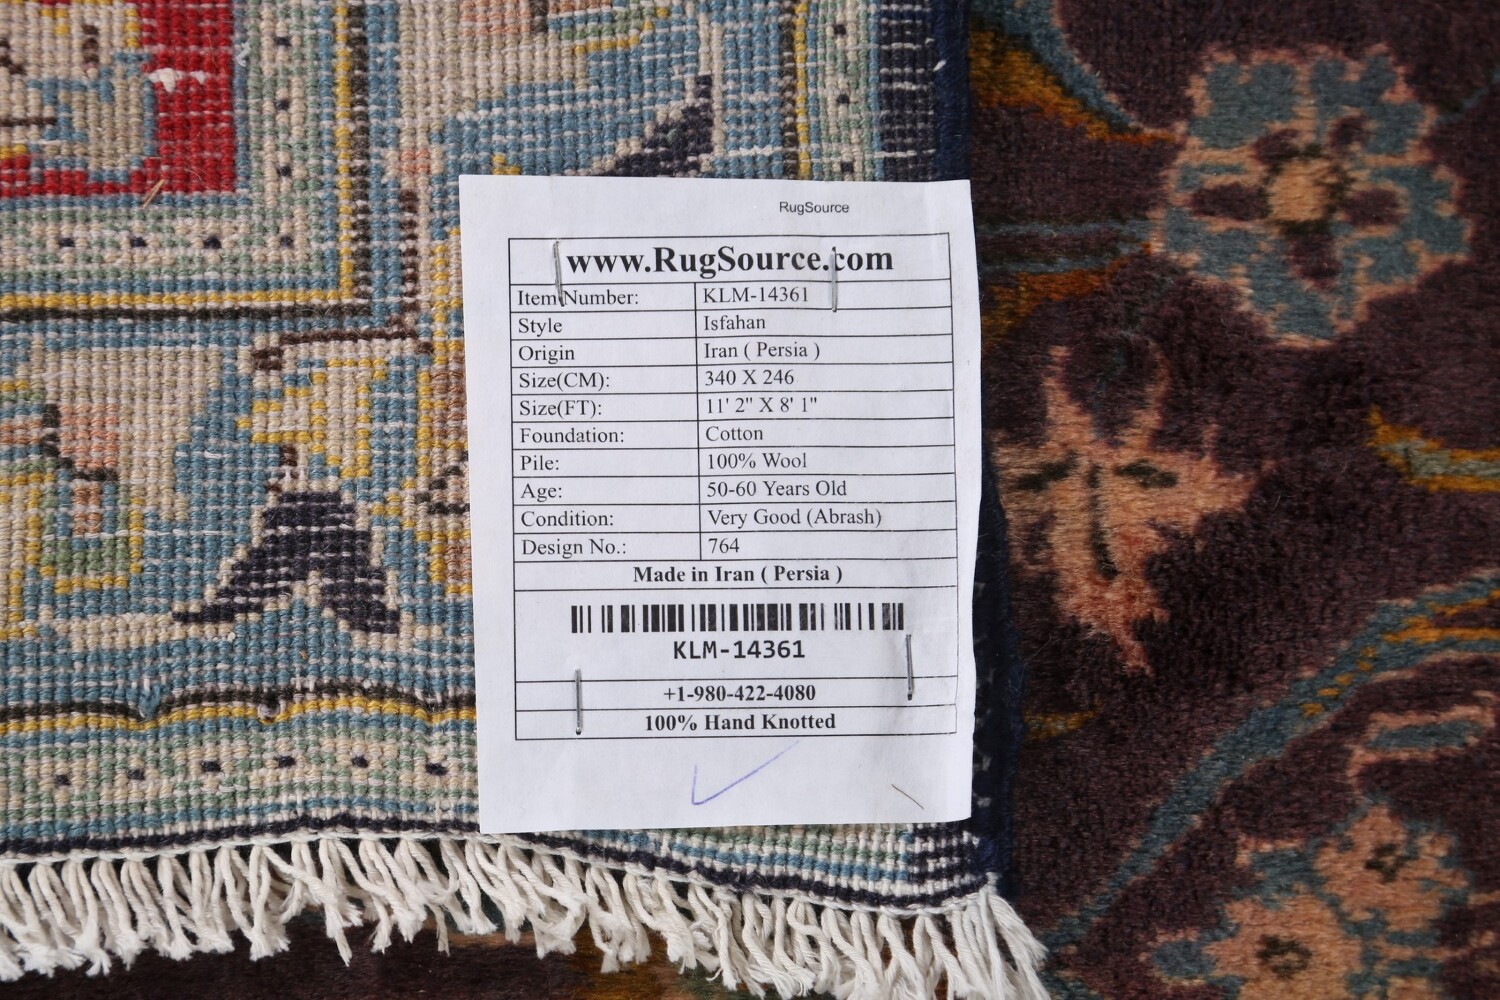 RugSource
www.RugSource.com
Item Number: KLM-14361
Style Isfahan
Origin Iran ( Persia )
Size(CM): 340 X 246
Size(FT): 11' 2" X 8' 1"
Foundation: Cotton
Pile: 100% Wool
Age: 50-60 Years Old
Condition: Very Good (Abrash)
Design No.: 764
Made in Iran ( Persia )
KLM-14361
+1-980-422-4080
100% Hand Knotted